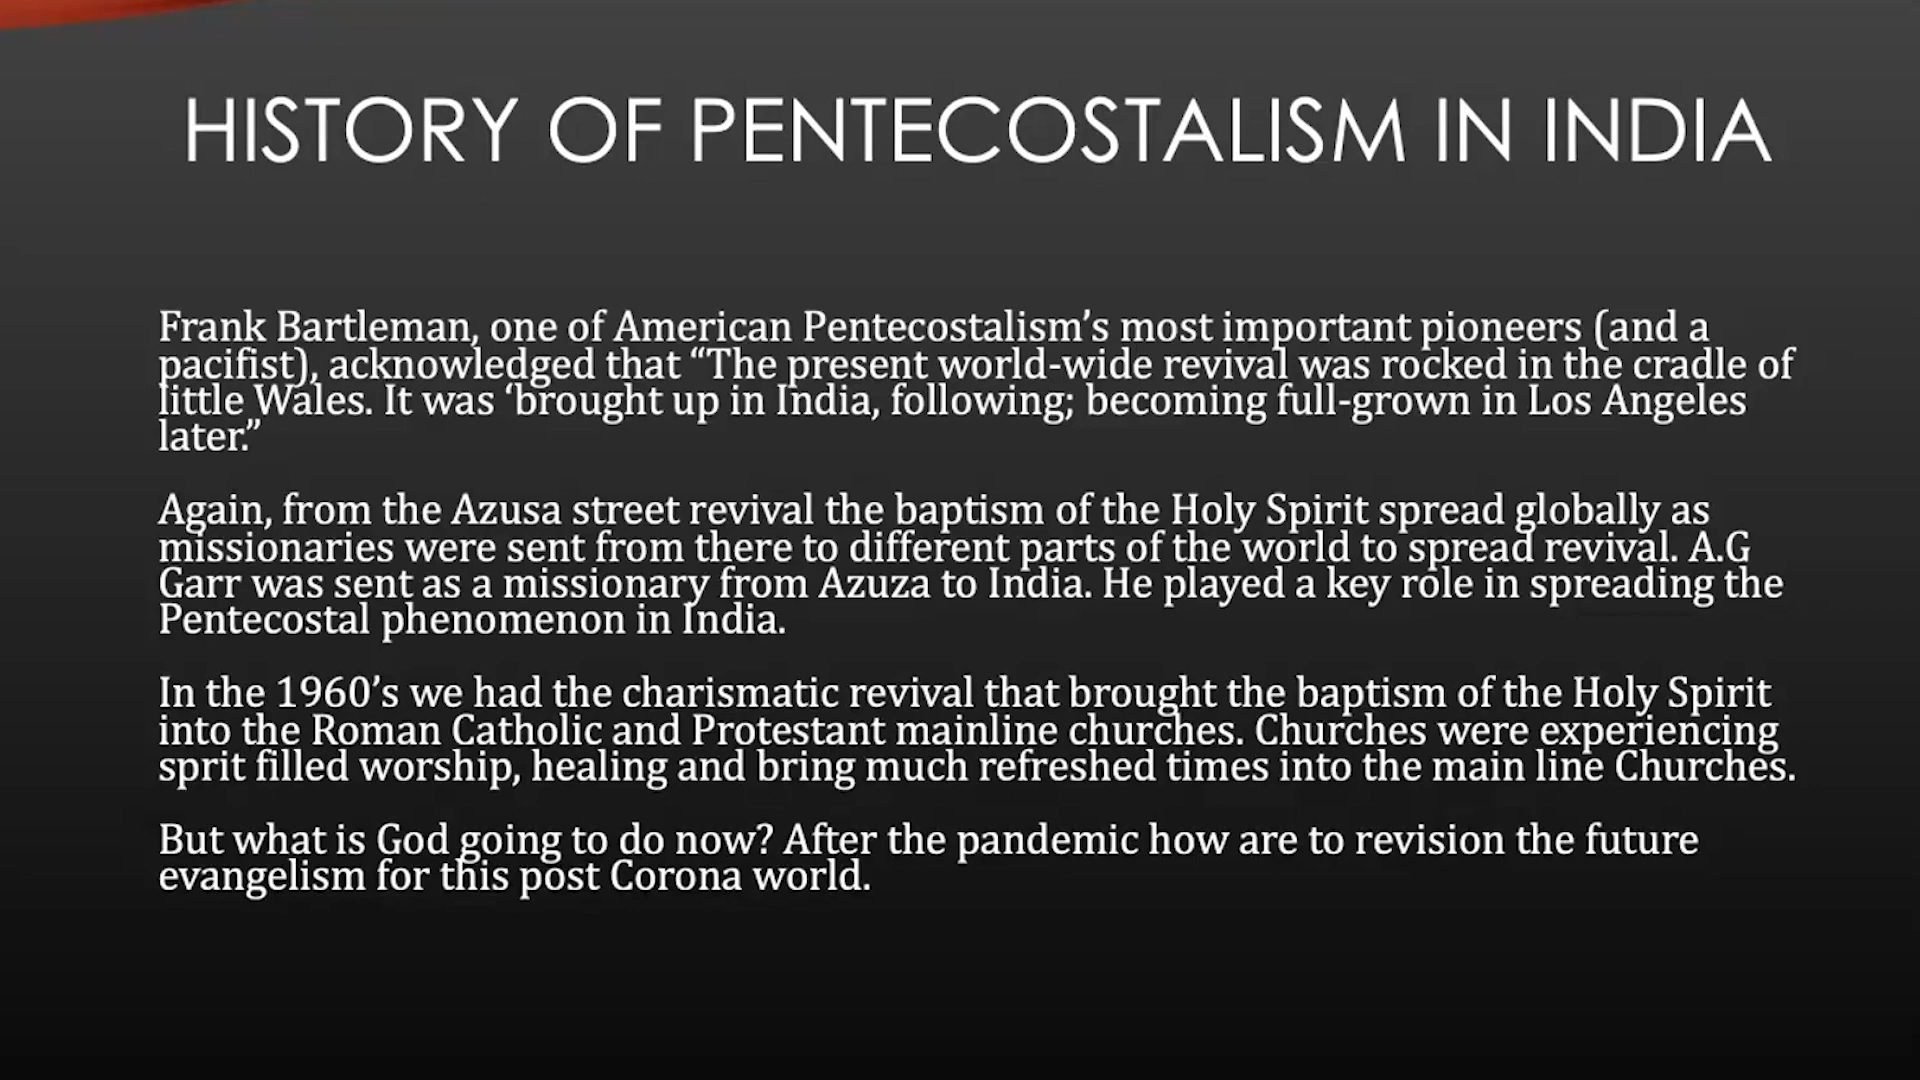 HISTORY OF PENTECOSTALISM IN INDIA
Frank Bartleman, one of American Pentecostalism’s most important pioneers (and a
pacifist), acknowledged that “The present world-wide revival was rocked in the cradle of
little Wales. It was ‘brought up in India, following; becoming full-grown in Los Angeles
later.”
Again, from the Azusa street revival the baptism of the Holy Spirit spread globally as
missionaries were sent from there to different parts of the world to spread revival. A.G
Garr was sent as a missionary from Azuza to India. He played a key role in spreading the
Pentecostal phenomenon in India.
In the 1960’s we had the charismatic revival that brought the baptism of the Holy Spirit
into the Roman Catholic and Protestant mainline churches. Churches were experiencing
sprit filled worship, healing and bring much refreshed times into the main line Churches.
But what is God going to do now? After the pandemic how are to revision the future
evangelism for this post Corona world.